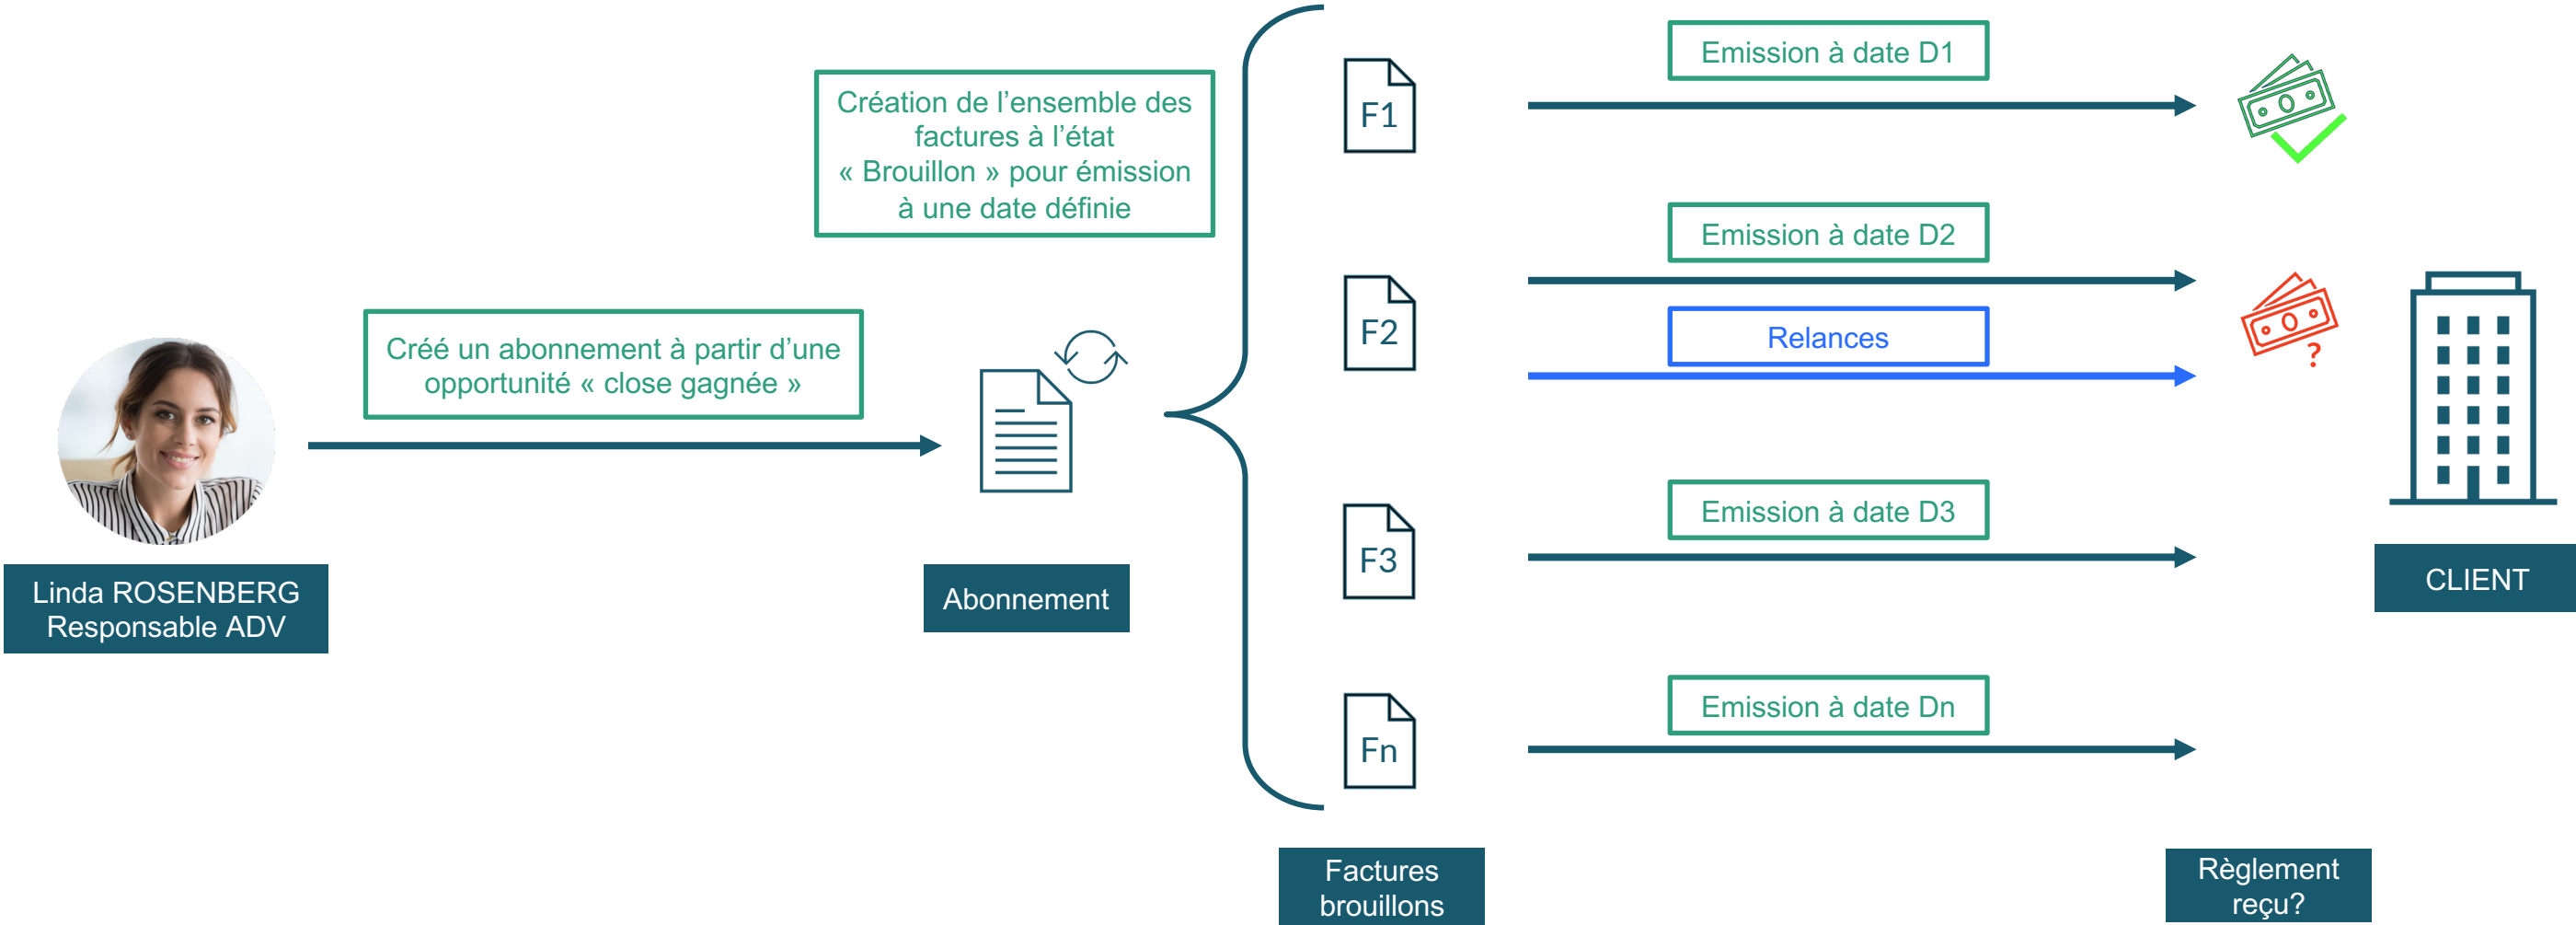 Emission à date D1
Création de l’ensemble des
factures à l’état
« Brouillon » pour émission
à une date définie
F1
Emission à date D2
F2
Relances
?
Créé un abonnement à partir d’une
opportunité « close gagnée »
Emission à date D3
F3
Linda ROSENBERG
Responsable ADV
Abonnement
CLIENT
Emission à date Dn
Fn
Factures
brouillons
Règlement
reçu?